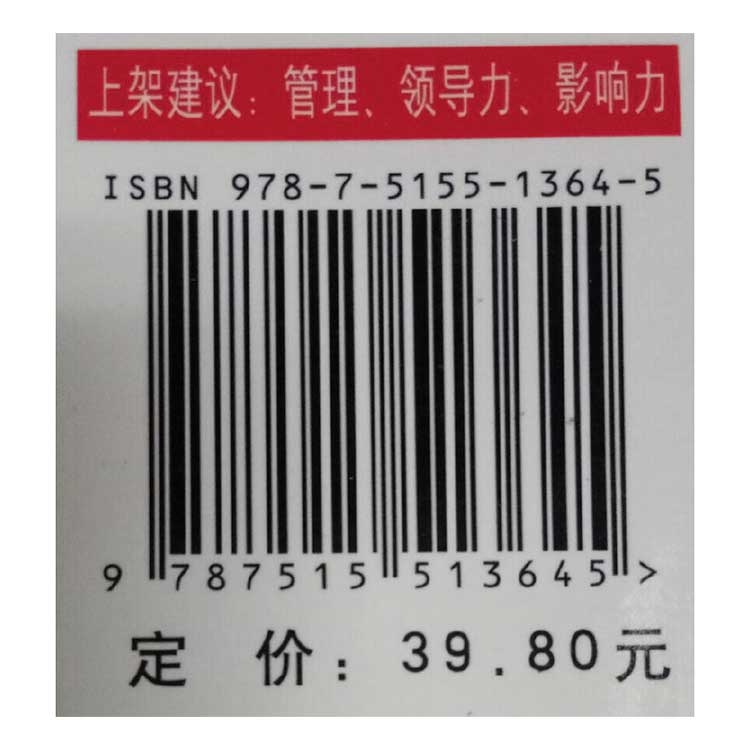 上架建议：管理、领导力、影响力
ISBN 978-7-5155-1364-5
9 787515 513645 >
定 价：39.80元